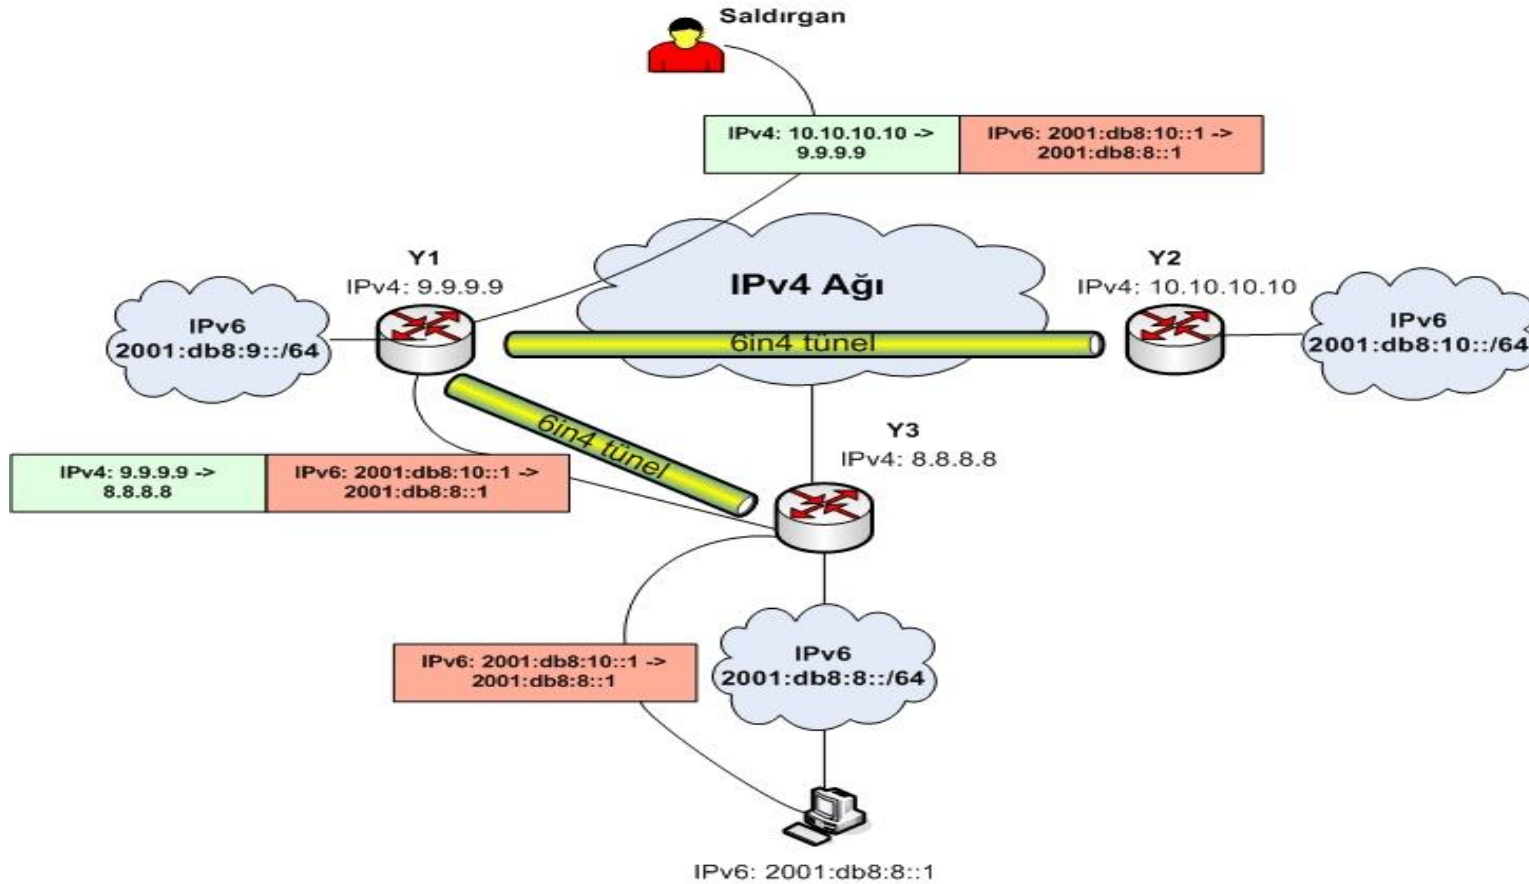 Saldırgan
IPv4: 10.10.10.10 ->
9.9.9.9
IPv6: 2001:db8:10::1 ->
2001:db8:8::1
Y1
IPv4: 9.9.9.9
IPv4 Ağı
Y2
IPv4: 10.10.10.10
IPv6
2001:db8:9::/64
6in4 tünel
IPv6
2001:db8:10::/64
6in4 tünel
Y3
IPv4: 8.8.8.8
IPv4: 9.9.9.9 ->
8.8.8.8
IPv6: 2001:db8:10::1 ->
2001:db8:8::1
IPv6: 2001:db8:10::1 ->
2001:db8:8::1
IPv6
2001:db8:8::/64
IPv6: 2001:db8:8::1